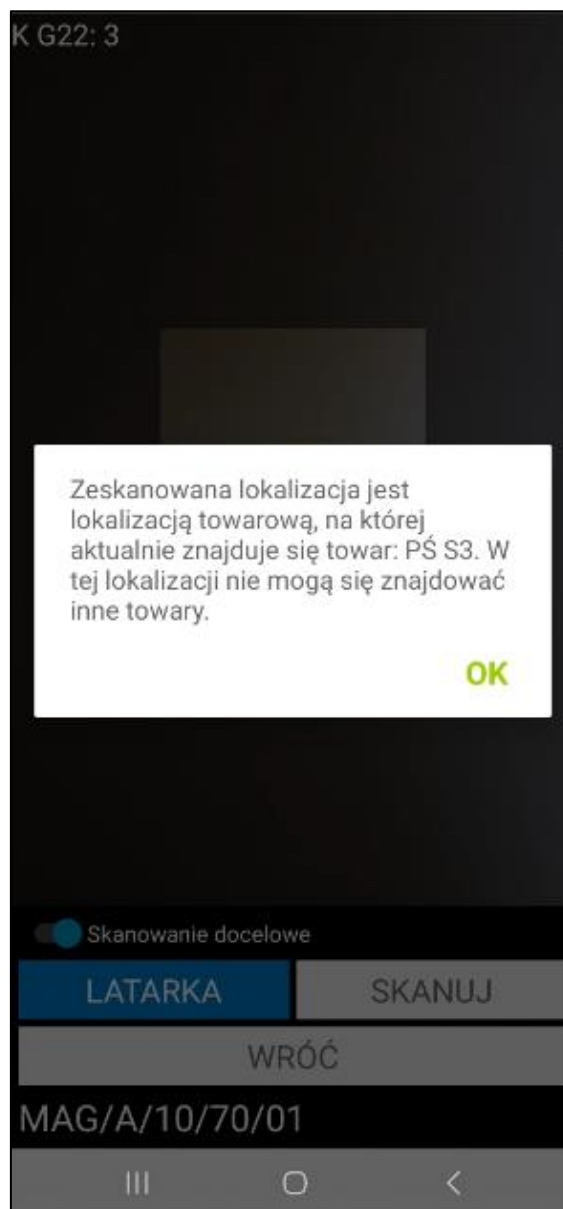 K G22: 3
Zeskanowana lokalizacja jest
lokalizacją towarową, na której
aktualnie znajduje się towar: PŚ S3. W
tej lokalizacji nie mogą się znajdować
inne towary.
OK
Skanowanie docelowe
LATARKA
SKANUJ
WRÓĆ
MAG/A/10/70/01